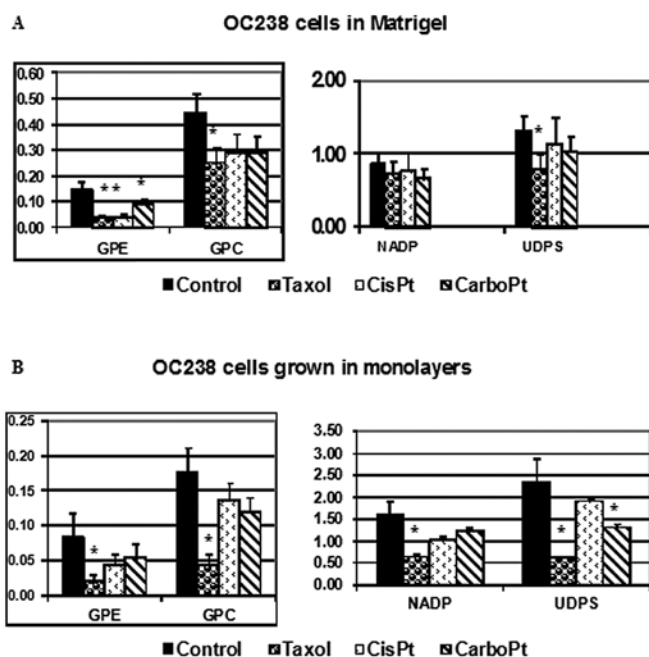 A
OC238 cells in Matrigel
0.60
0.50
0.40
0.30
0.20
0.10
0.00
* *
*
*
GPE
GPC
2.00
1.00
0.00
*
NADP
UDPS
Control Taxol CisPt CarboPt
B
OC238 cells grown in monolayers
0.25
0.20
0.15
0.10
0.05
0.00
*
*
GPE
GPC
3.50
3.00
2.50
2.00
1.50
1.00
0.50
0.00
*
*
*
NADP
UDPS
Control Taxol CisPt CarboPt